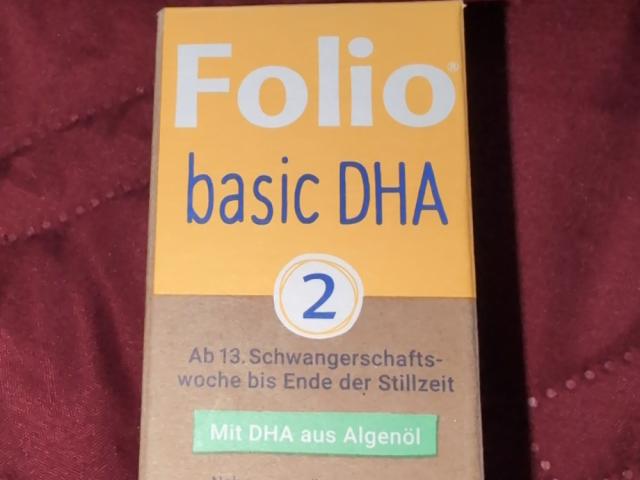 Folio®
basic DHA
2
Ab 13. Schwangerschafts-
woche bis Ende der Stillzeit
Mit DHA aus Algenöl